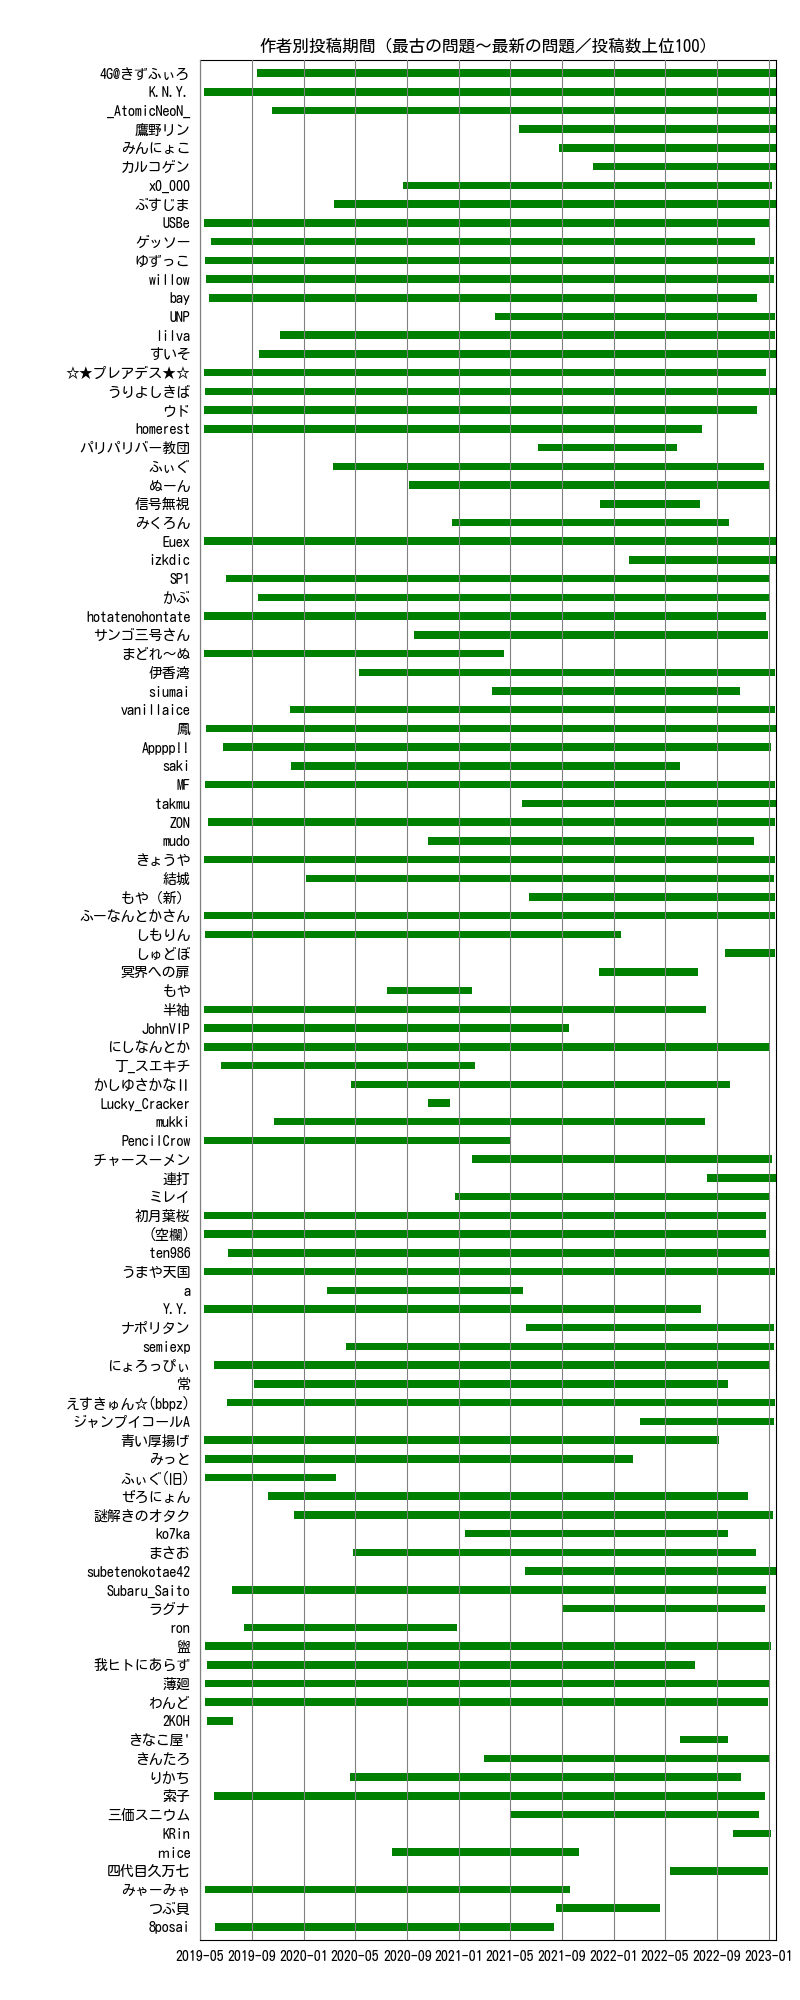 作者別投稿期間（最古の問題～最新の問題／投稿数上位100）
4G@きずふぃろ
K.N.Y.
_AtomicNeoN_
鷹野リン
みんにょこ
カルコゲン
x0_000
ぶすじま
USBe
ゲッソー
ゆずっこ
willow
bay
UNP
lilva
すいそ
☆★プレアデス★☆
うりよしきば
ウド
homerest
パリパリバー教団
ふぃぐ
ぬーん
信号無視
みくろん
Euex
izkdic
SP1
かぶ
hotatenohontate
サンゴ三号さん
まどれ～ぬ
伊香湾
siumai
vanillaice
鳳
Appppll
saki
MF
takmu
ZON
mudo
きょうや
結城
もや（新）
ふーなんとかさん
しもりん
しゅどぼ
冥界への扉
もや
半袖
JohnVIP
にしなんとか
丁_スエキチ
かしゆさかなⅡ
Lucky_Cracker
mukki
PencilCrow
チャースーメン
連打
ミレイ
初月葉桜
(空欄)
ten986
うまや天国
a
Y.Y.
ナポリタン
semiexp
にょろっぴぃ
常
えすきゅん☆(bbpz)
ジャンプイコールA
青い厚揚げ
みっと
ふぃぐ(旧)
ぜろにょん
謎解きのオタク
ko7ka
まさお
subetenokotae42
Subaru_Saito
ラグナ
ron
盥
我ヒトにあらず
薄廻
わんど
2KOH
きなこ屋'
きんたろ
りかち
索子
三価スニウム
KRin
mice
四代目久万七
みゃーみゃ
つぶ貝
8posai
2019-05 2019-09 2020-01 2020-05 2020-09 2021-01 2021-05 2021-09 2022-01 2022-05 2022-09 2023-01